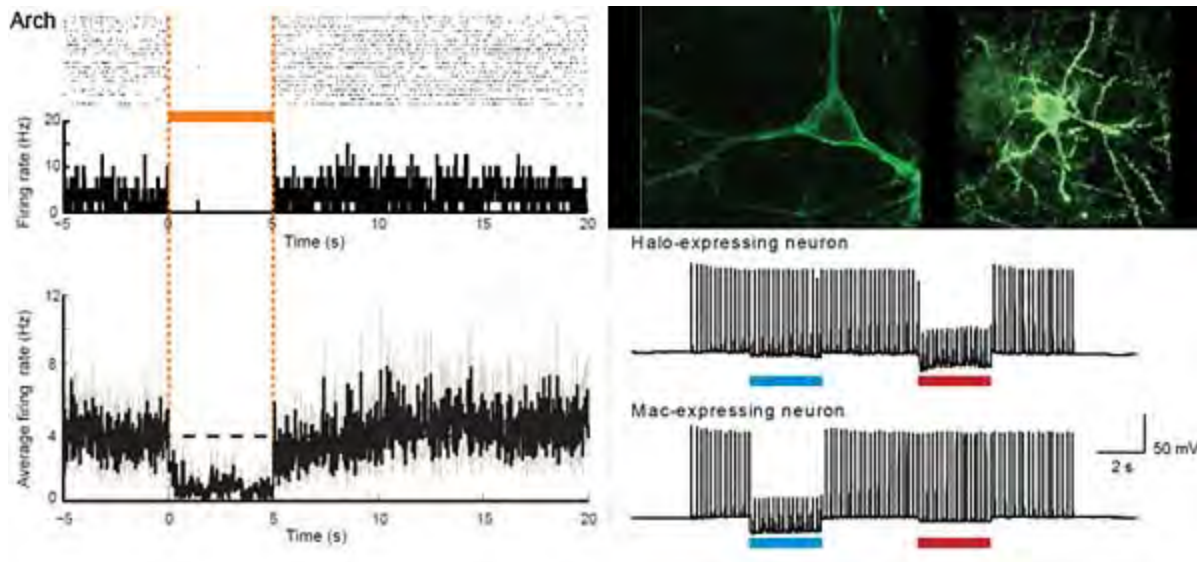 Arch
Firing rate (Hz)
20
10
0
−5 0 5 10 15 20
Time (s)
Average firing rate (Hz)
12
8
4
0
−5 0 5 10 15 20
Time (s)
Halo-expressing neuron
Mac-expressing neuron
50 mV
2 s